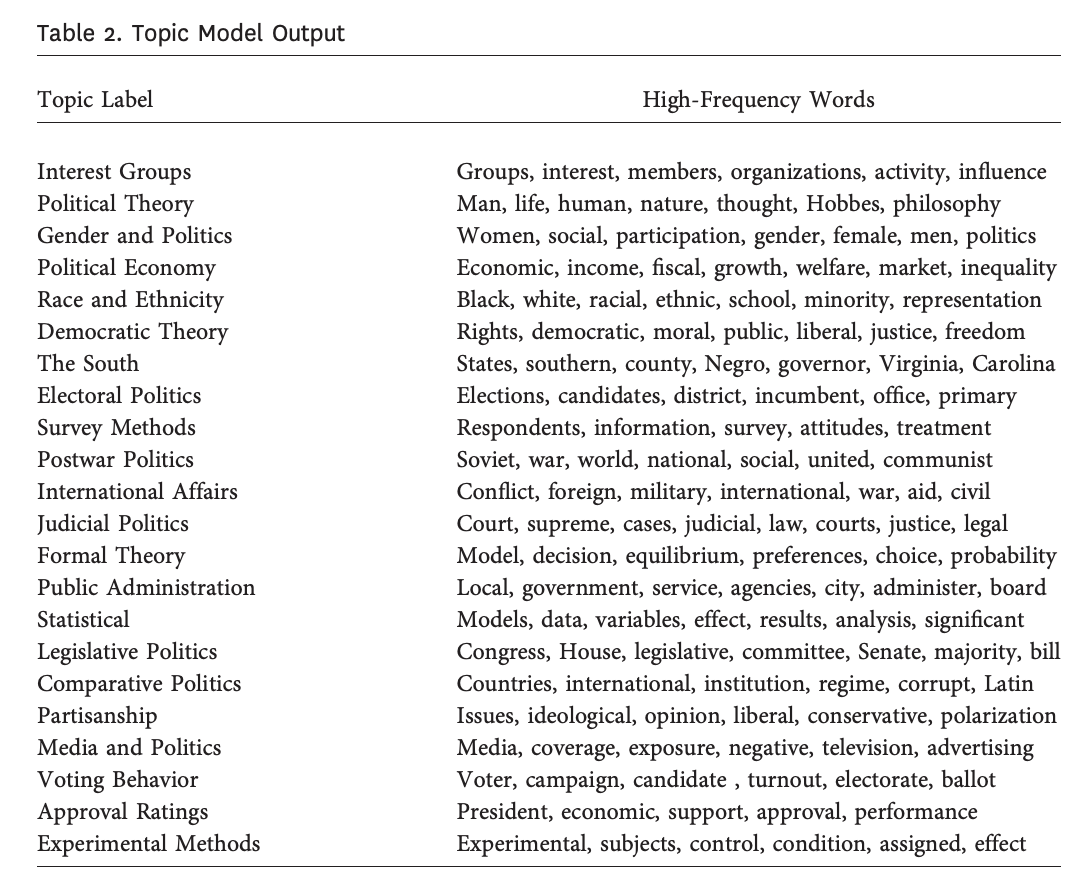 Table 2. Topic Model Output
Topic Label High-Frequency Words
Interest Groups Groups, interest, members, organizations, activity, influence
Political Theory Man, life, human, nature, thought, Hobbes, philosophy
Gender and Politics Women, social, participation, gender, female, men, politics
Political Economy Economic, income, fiscal, growth, welfare, market, inequality
Race and Ethnicity Black, white, racial, ethnic, school, minority, representation
Democratic Theory Rights, democratic, moral, public, liberal, justice, freedom
The South States, southern, county, Negro, governor, Virginia, Carolina
Electoral Politics Elections, candidates, district, incumbent, office, primary
Survey Methods Respondents, information, survey, attitudes, treatment
Postwar Politics Soviet, war, world, national, social, united, communist
International Affairs Conflict, foreign, military, international, war, aid, civil
Judicial Politics Court, supreme, cases, judicial, law, courts, justice, legal
Formal Theory Model, decision, equilibrium, preferences, choice, probability
Public Administration Local, government, service, agencies, city, administer, board
Statistical Models, data, variables, effect, results, analysis, significant
Legislative Politics Congress, House, legislative, committee, Senate, majority, bill
Comparative Politics Countries, international, institution, regime, corrupt, Latin
Partisanship Issues, ideological, opinion, liberal, conservative, polarization
Media and Politics Media, coverage, exposure, negative, television, advertising
Voting Behavior Voter, campaign, candidate , turnout, electorate, ballot
Approval Ratings President, economic, support, approval, performance
Experimental Methods Experimental, subjects, control, condition, assigned, effect